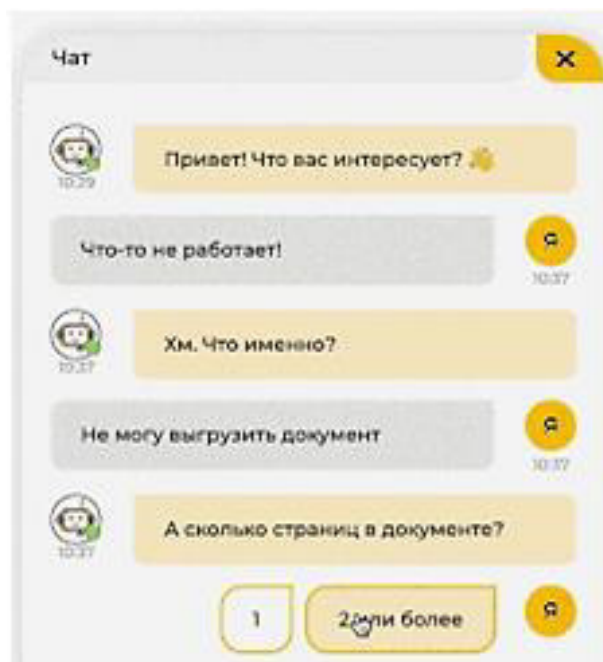 Чат
Привет! Что вас интересует? 👋
10:29
Что-то не работает!
Я
10:37
Хм. Что именно?
10:37
Не могу выгрузить документ
Я
10:37
А сколько страниц в документе?
10:37
1
2 или более
Я